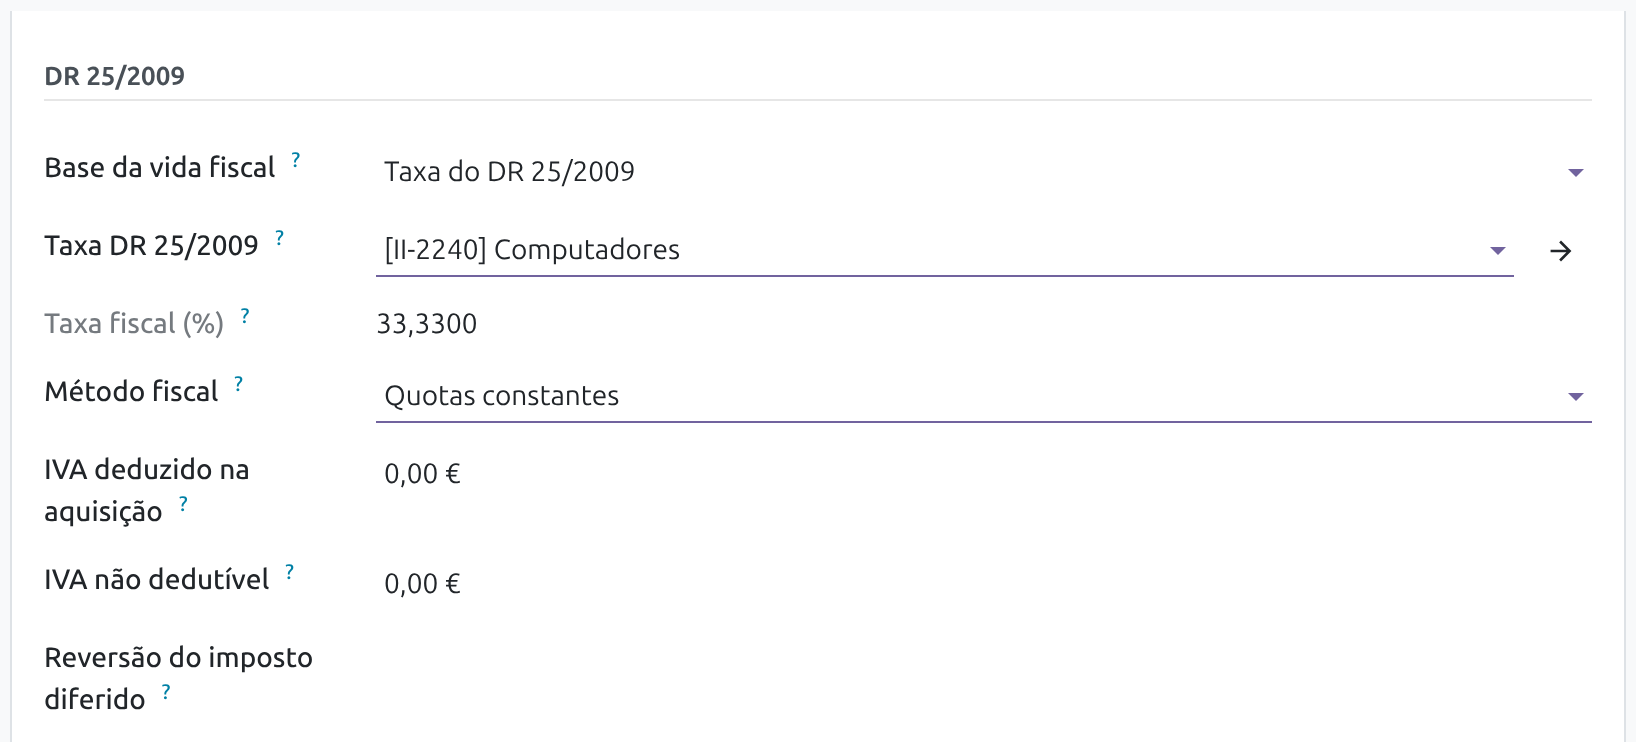 DR 25/2009
Base da vida fiscal ? Taxa do DR 25/2009
Taxa DR 25/2009 ? [II-2240] Computadores
Taxa fiscal (%) ? 33,3300
Método fiscal ? Quotas constantes
IVA deduzido na
aquisição ? 0,00 €
IVA não dedutível ? 0,00 €
Reversão do imposto
diferido ?